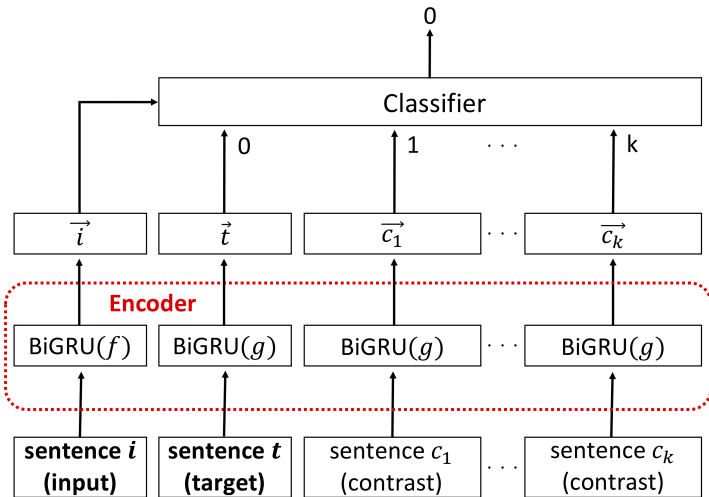 0
Classifier
0 1 · · · k
i⃗ t⃗ c₁⃗ · · · cₖ⃗
Encoder
BiGRU(f) BiGRU(g) BiGRU(g) · · · BiGRU(g)
sentence i sentence t sentence c₁ sentence cₖ
· · ·
(input) (target) (contrast) (contrast)